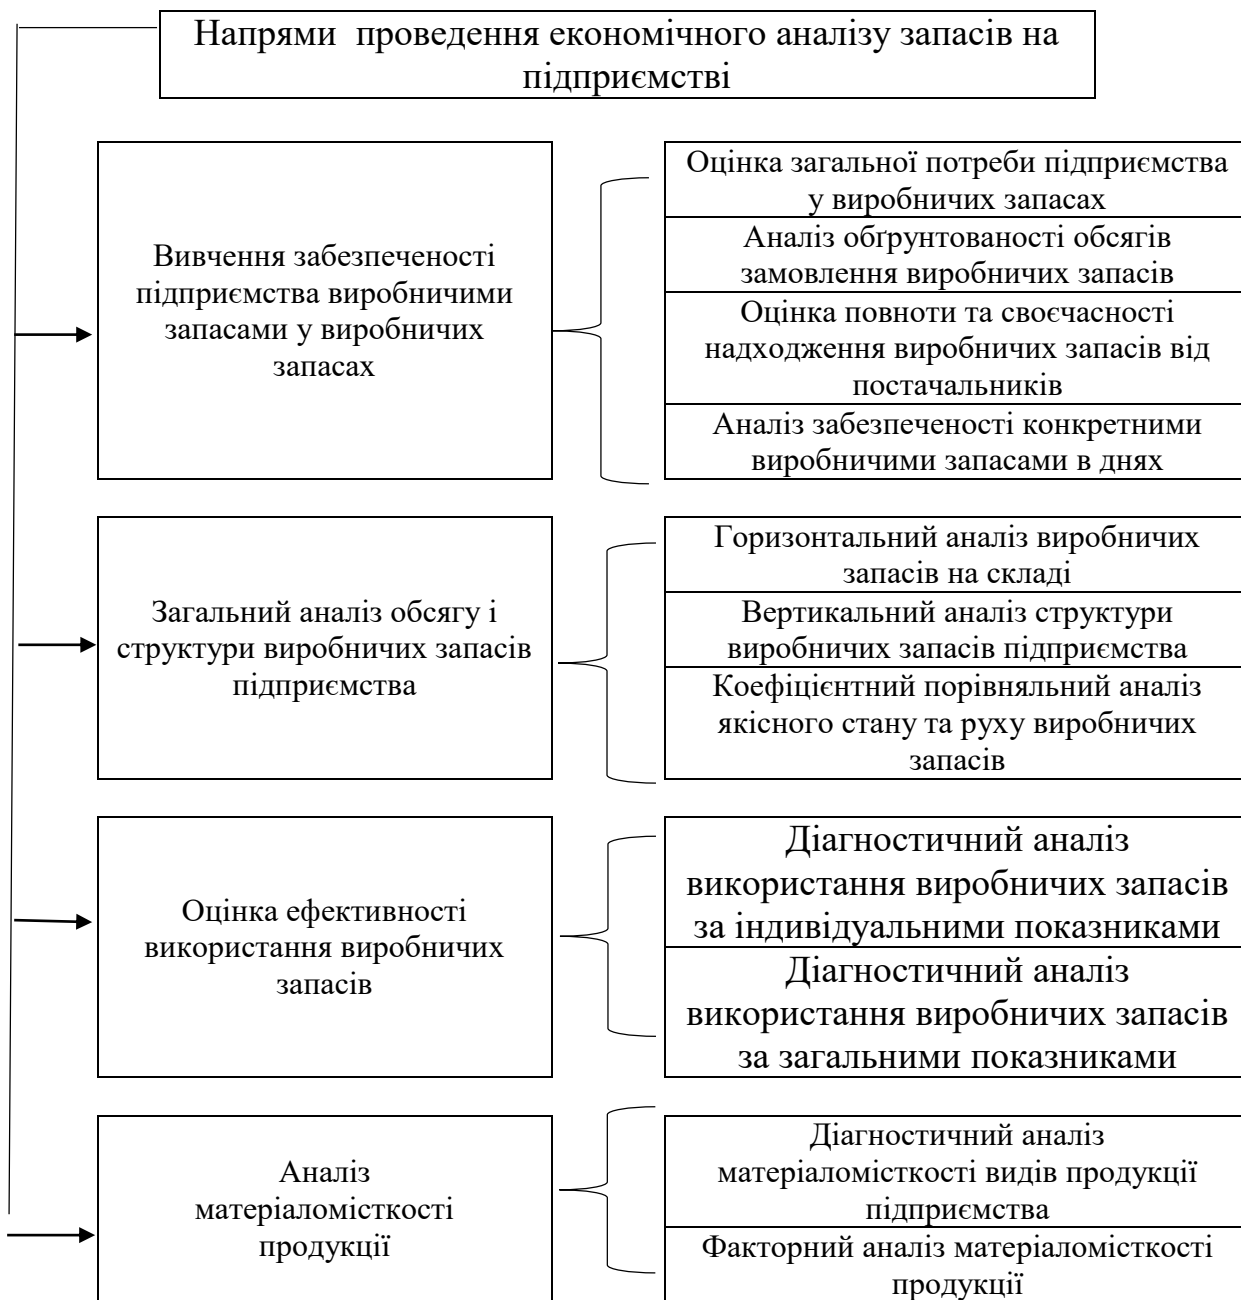 Напрями проведення економічного аналізу запасів на
підприємстві
Вивчення забезпеченості
підприємства виробничими
запасами у виробничих
запасах
Оцінка загальної потреби підприємства
у виробничих запасах
Аналіз обґрунтованості обсягів
замовлення виробничих запасів
Оцінка повноти та своєчасності
надходження виробничих запасів від
постачальників
Аналіз забезпеченості конкретними
виробничими запасами в днях
Загальний аналіз обсягу і
структури виробничих запасів
підприємства
Горизонтальний аналіз виробничих
запасів на складі
Вертикальний аналіз структури
виробничих запасів підприємства
Коефіцієнтний порівняльний аналіз
якісного стану та руху виробничих
запасів
Оцінка ефективності
використання виробничих
запасів
Діагностичний аналіз
використання виробничих запасів
за індивідуальними показниками
Діагностичний аналіз
використання виробничих запасів
за загальними показниками
Аналіз
матеріаломісткості
продукції
Діагностичний аналіз
матеріаломісткості видів продукції
підприємства
Факторний аналіз матеріаломісткості
продукції